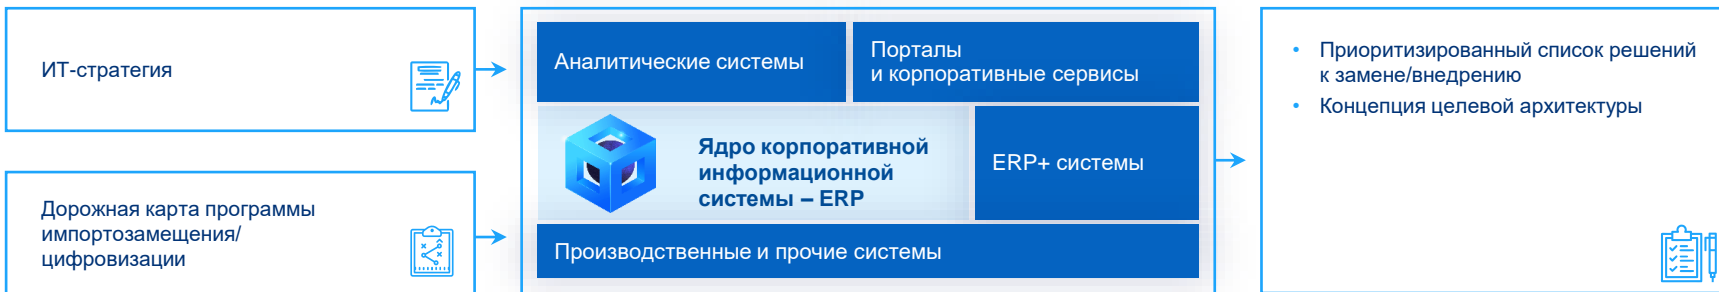 ИТ-стратегия
Дорожная карта программы
импортозамещения/
цифровизации
Аналитические системы
Порталы
и корпоративные сервисы
Ядро корпоративной
информационной
системы – ERP
ERP+ системы
Производственные и прочие системы
• Приоритизированный список решений
к замене/внедрению
• Концепция целевой архитектуры